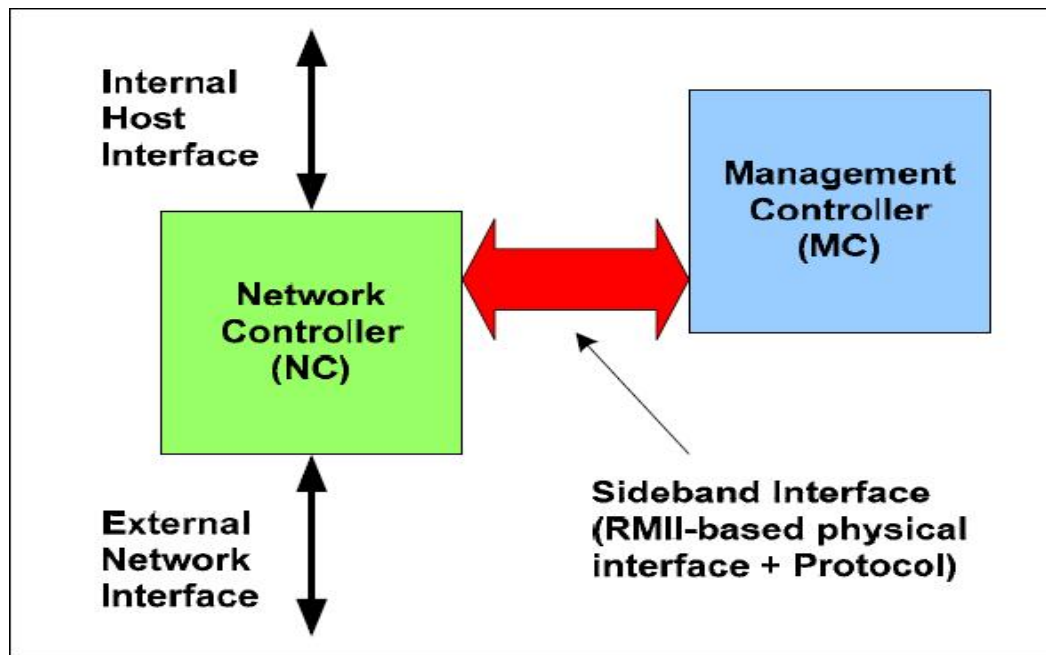 Internal
Host
Interface
Management
Controller
(MC)
Network
Controller
(NC)
External
Network
Interface
Sideband Interface
(RMII-based physical
interface + Protocol)